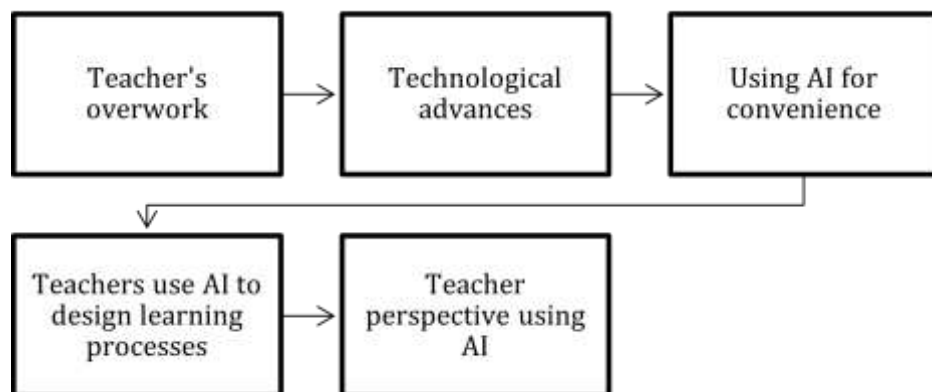 Teacher's
overwork
Technological
advances
Using AI for
convenience
Teachers use AI to
design learning
processes
Teacher
perspective using
AI